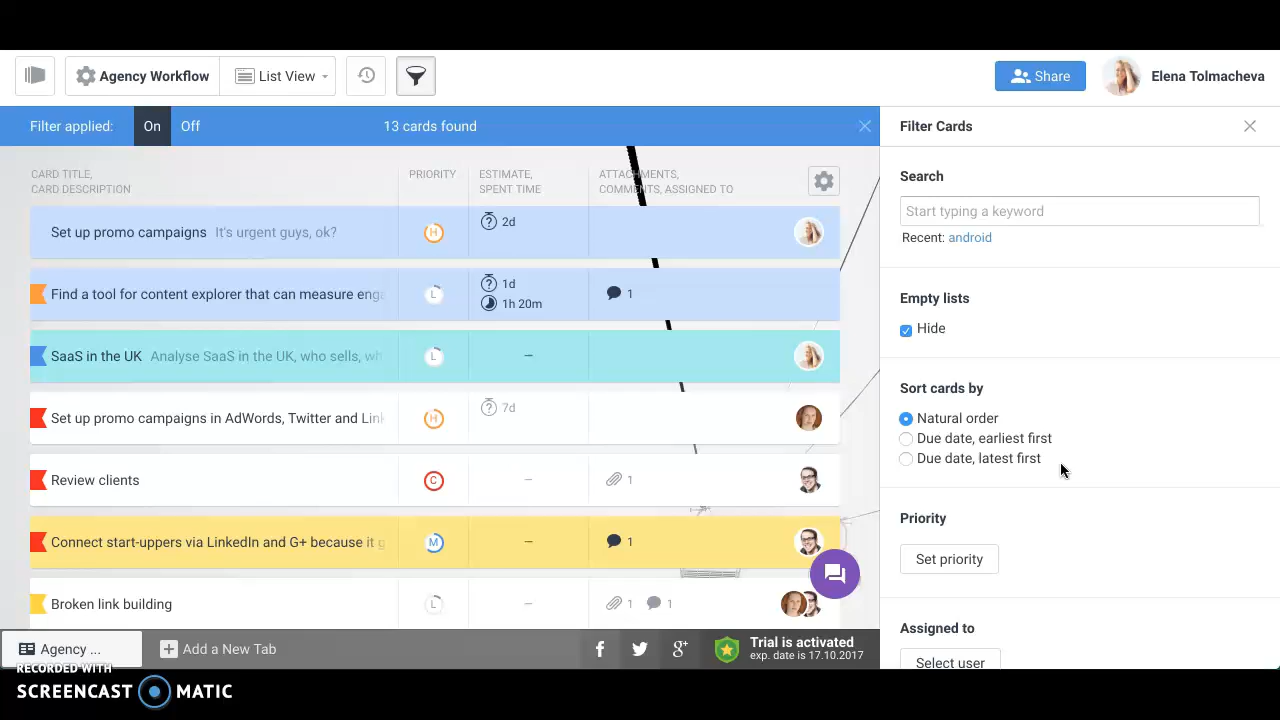 Agency Workflow
List View
Share
Elena Tolmacheva
Filter applied:
On
Off
13 cards found
Filter Cards
CARD TITLE,
CARD DESCRIPTION
PRIORITY
ESTIMATE,
SPENT TIME
ATTACHMENTS,
COMMENTS, ASSIGNED TO
Set up promo campaigns It's urgent guys, ok?
H
2d
Find a tool for content explorer that can measure enga
L
1d
1h 20m
1
SaaS in the UK Analyse SaaS in the UK, who sells, wh
L
–
Set up promo campaigns in AdWords, Twitter and Link
H
7d
Review clients
C
–
1
Connect start-uppers via LinkedIn and G+ because it g
M
–
1
Broken link building
L
–
1
1
Search
Start typing a keyword
Recent: android
Empty lists
Hide
Sort cards by
Natural order
Due date, earliest first
Due date, latest first
Priority
Set priority
Assigned to
Select user
Agency ...
Add a New Tab
f
g+
Trial is activated
exp. date is 17.10.2017
RECORDED WITH
SCREENCAST MATIC